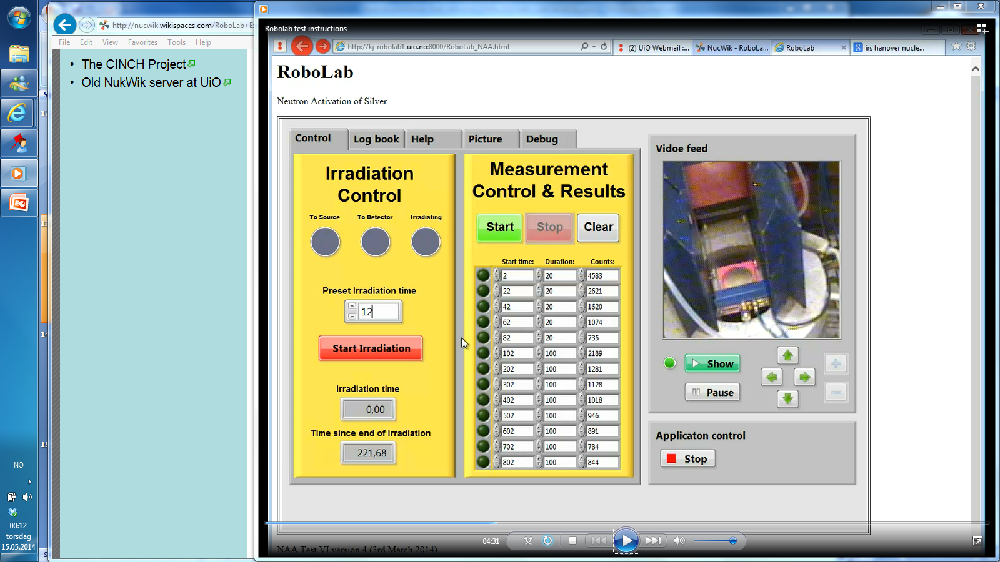 http://nucwik.wikispaces.com/RoboLab+E
File Edit View Favorites Tools Help
The CINCH Project
Old NukWik server at UiO
Robolab test instructions
http://kj-robolab1.uio.no:8000/RoboLab_NAA.html
(2) UiO Webmail :...
NucWik - RoboLa...
RoboLab
irs hanover nucle...
RoboLab
Neutron Activation of Silver
Control Log book Help Picture Debug
Irradiation
Control
To Source To Detector Irradiating
Preset Irradiation time
12
Start Irradiation
Irradiation time
0,00
Time since end of irradiation
221,68
Measurement
Control & Results
Start Stop Clear
Start time: Duration: Counts:
2 20 4583
22 20 2621
42 20 1620
62 20 1074
82 20 735
102 100 2189
202 100 1281
302 100 1128
402 100 1018
502 100 946
602 100 891
702 100 784
802 100 844
Vidoe feed
Show
Pause
Applicaton control
Stop
NAA Test VI version 4 (3rd March 2014)
04:31
NO
00:12
torsdag
15.05.2014